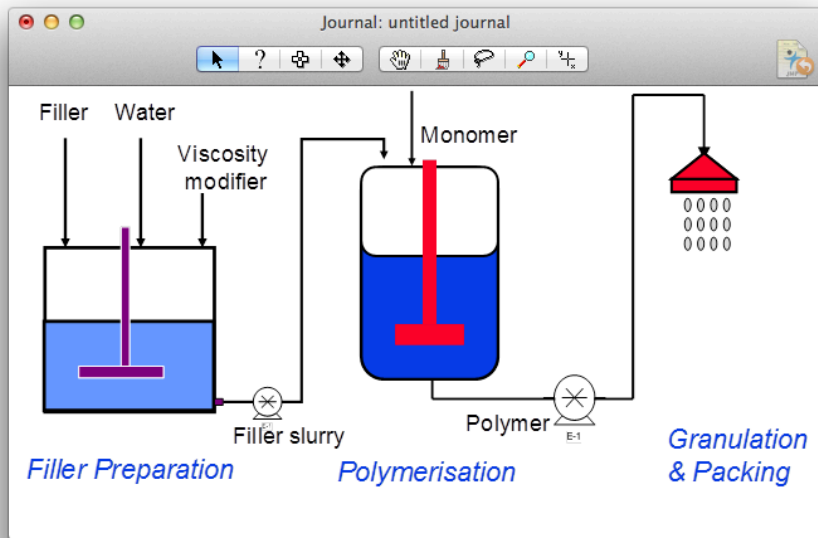 Journal: untitled journal
?
Filler Water
Viscosity
modifier
Monomer
Filler slurry
Polymer
E-1
Filler Preparation
Polymerisation
Granulation
& Packing